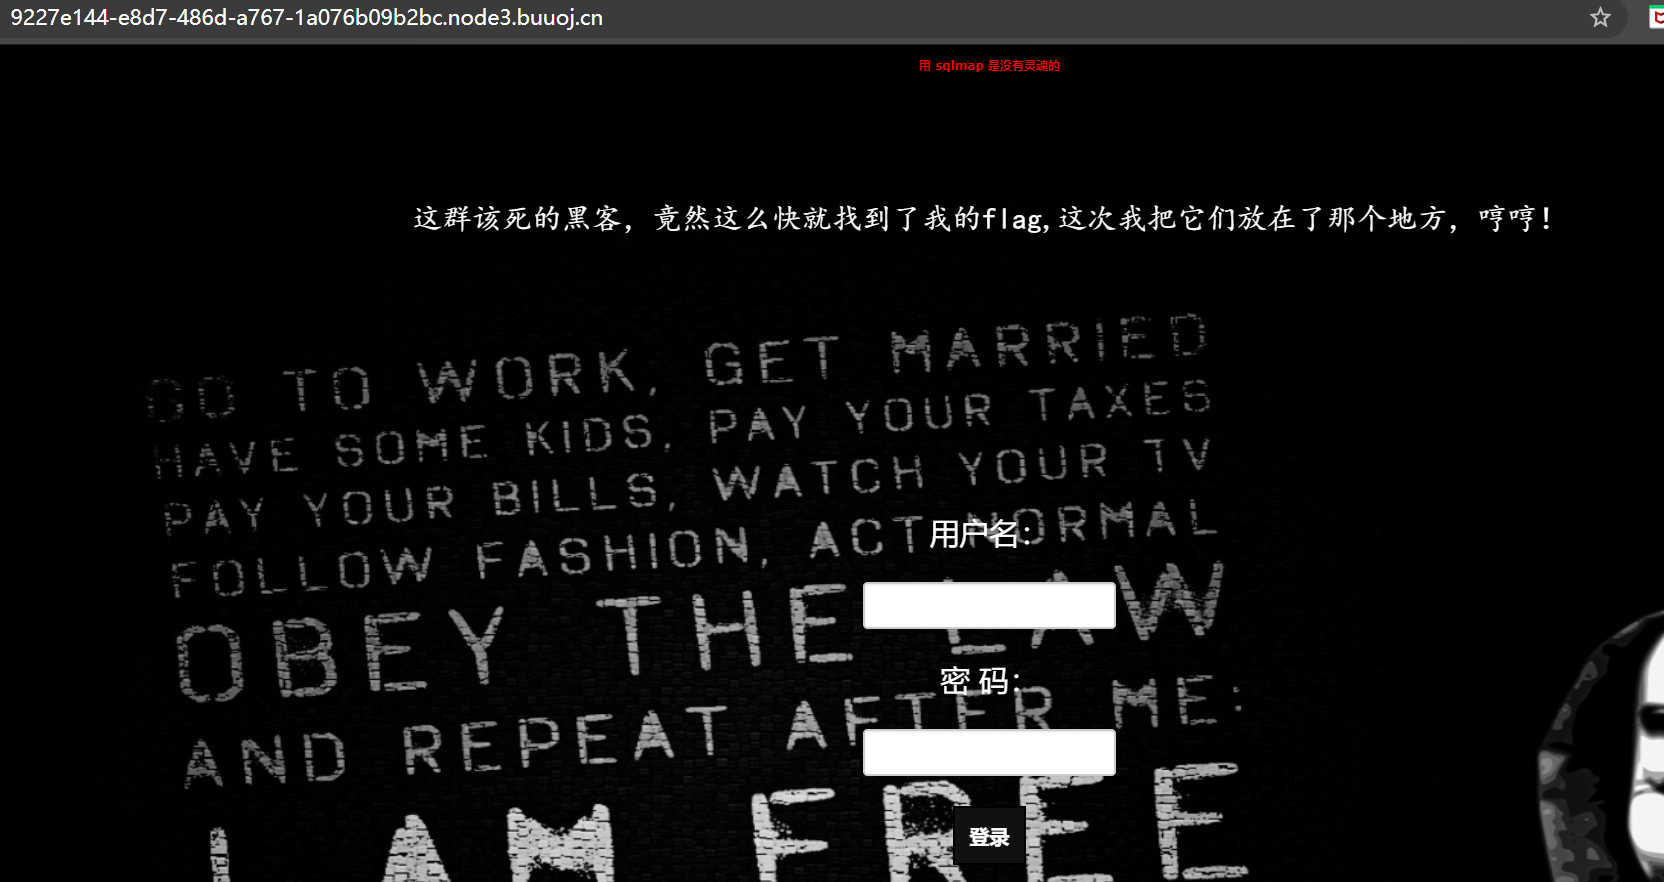 9227e144-e8d7-486d-a767-1a076b09b2bc.node3.buuoj.cn
用 sqlmap 是没有灵魂的
这群该死的黑客，竟然这么快就找到了我的flag,这次我把它们放在了那个地方，哼哼！
GO TO WORK, GET MARRIED
HAVE SOME KIDS, PAY YOUR TAXES
PAY YOUR BILLS, WATCH YOUR TV
FOLLOW FASHION, ACT NORMAL
用户名：
OBEY THE LAW
密 码：
AND REPEAT AFTER ME:
I AM FREE
登录